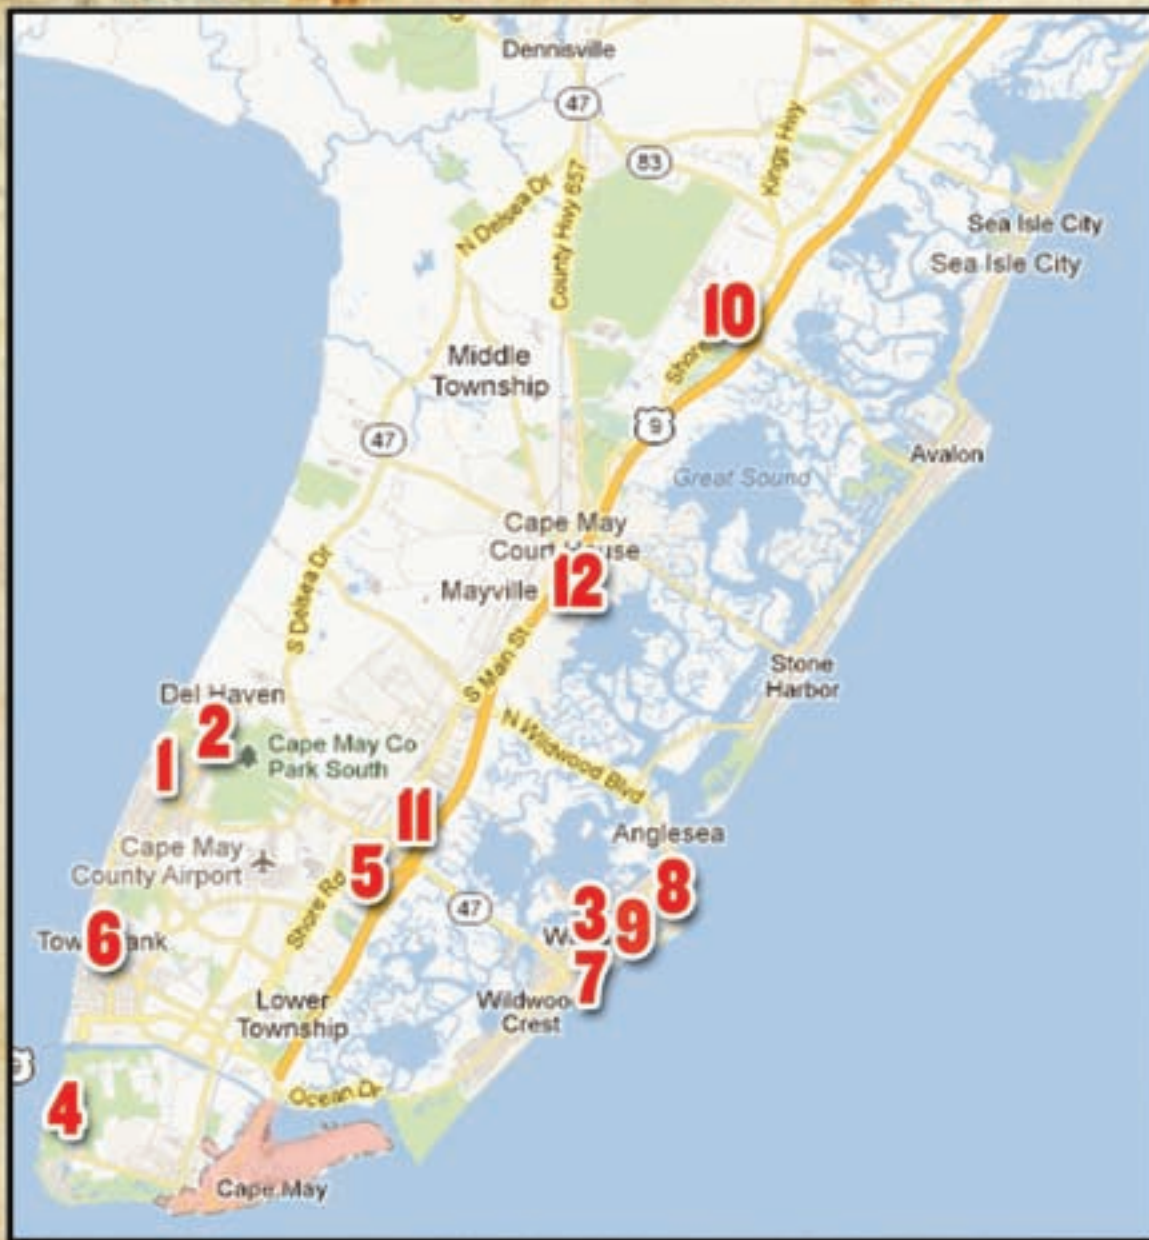 Dennisville
47
83
Kings Hwy
N Delsea Dr
County Hwy 657
Sea Isle City
Sea Isle City
10
Shore
Middle
Township
9
47
Avalon
Great Sound
Cape May
Court House
Mayville
12
S Delsea Dr
S Main St
Stone
Harbor
Del Haven
2
1
Cape May Co
Park South
N Wildwood Blvd
11
Anglesea
Cape May
County Airport
5
8
3
9
47
Shore Rd
6
7
Lower
Township
Wildwoo
Crest
4
Ocean Dr
Cape May